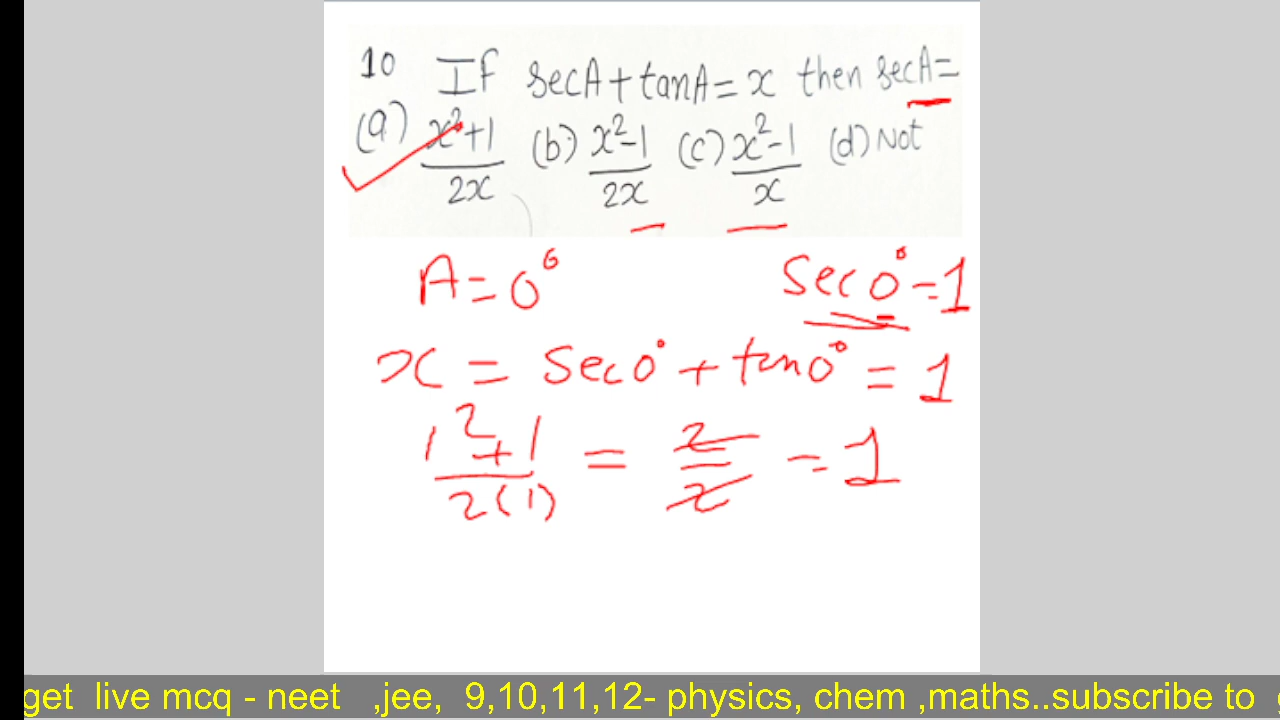 10 If secA+tanA= x then secA=
(a) x²+1/2x (b) x²-1/2x (c) x²-1/x (d) Not
A=0° sec0°=1
x = sec0° + tan0° = 1
1²+1/2(1) = 2/2 = 1
get live mcq - neet ,jee, 9,10,11,12- physics, chem ,maths..subscribe to